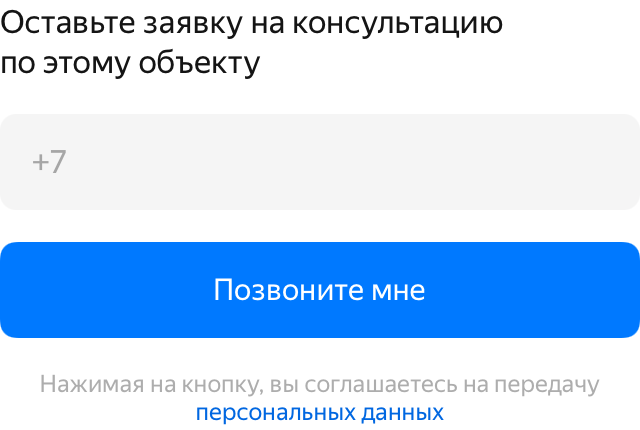 Оставьте заявку на консультацию
по этому объекту
+7
Позвоните мне
Нажимая на кнопку, вы соглашаетесь на передачу
персональных данных